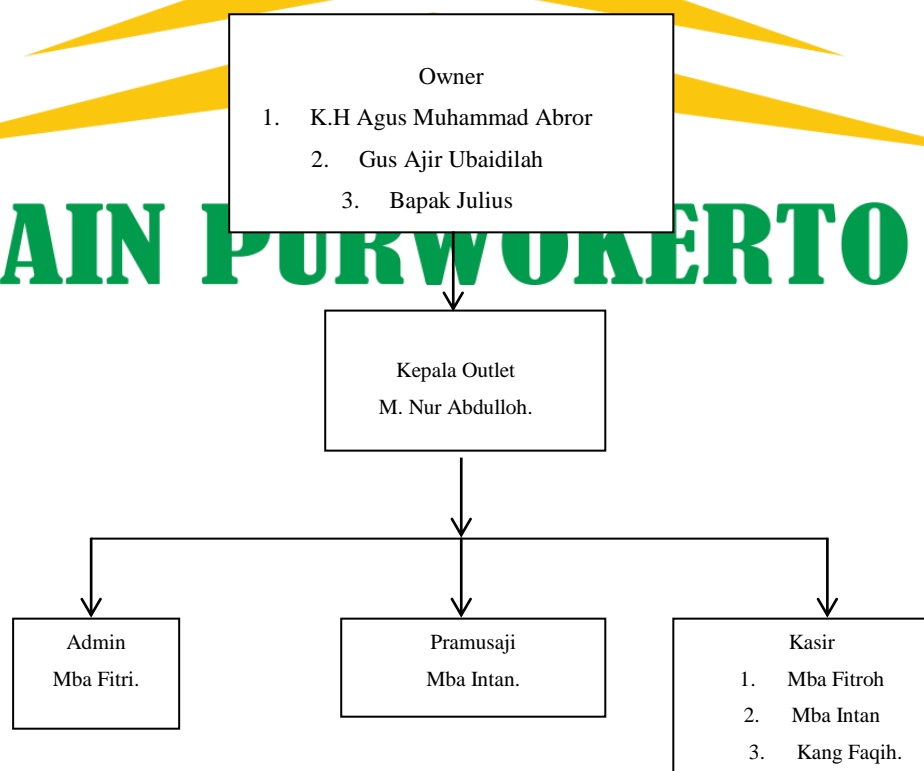 Owner
1. K.H Agus Muhammad Abror
2. Gus Ajir Ubaidilah
3. Bapak Julius
AIN PURWOKERTO
Kepala Outlet
M. Nur Abdulloh.
Admin
Mba Fitri.
Pramusaji
Mba Intan.
Kasir
1. Mba Fitroh
2. Mba Intan
3. Kang Faqih.